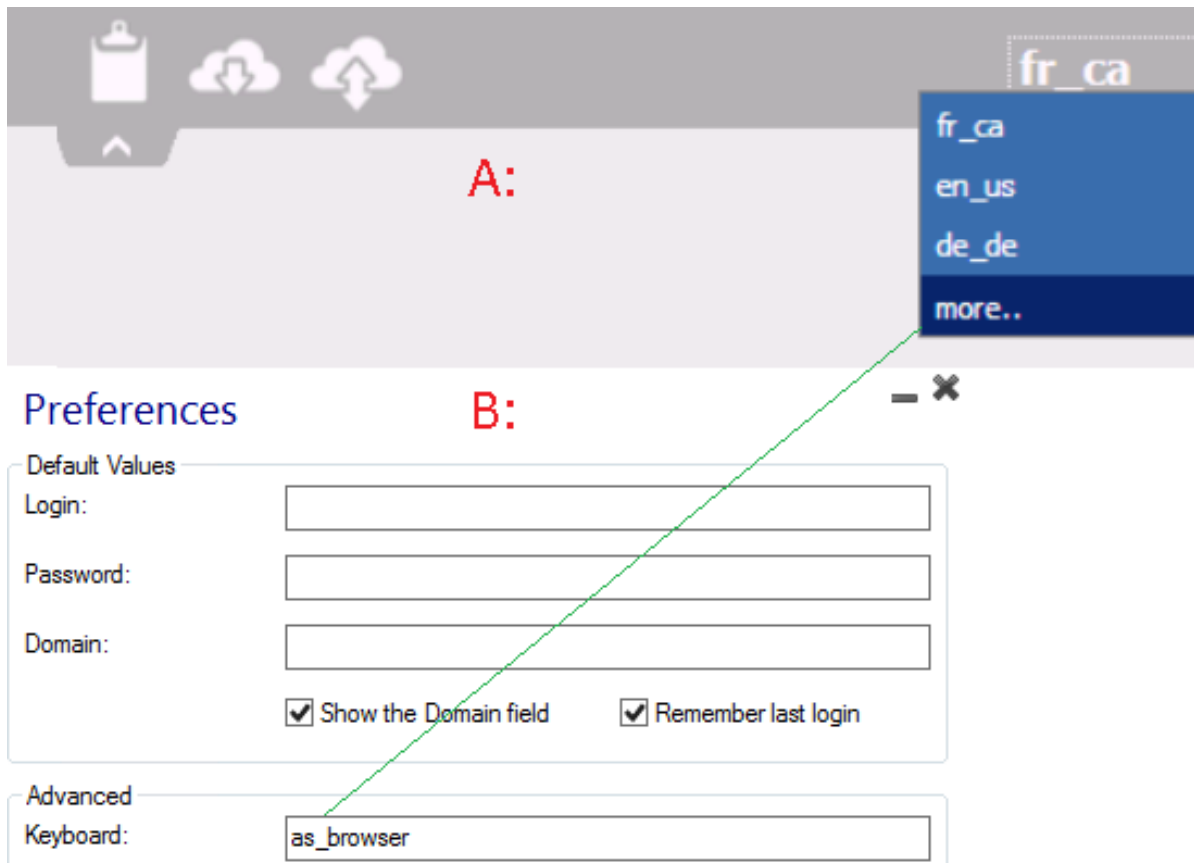 fr_ca
fr_ca
A:
en_us
de_de
more..
Preferences
B:
Default Values
Login:
Password:
Domain:
Show the Domain field
Remember last login
Advanced
Keyboard:
as_browser